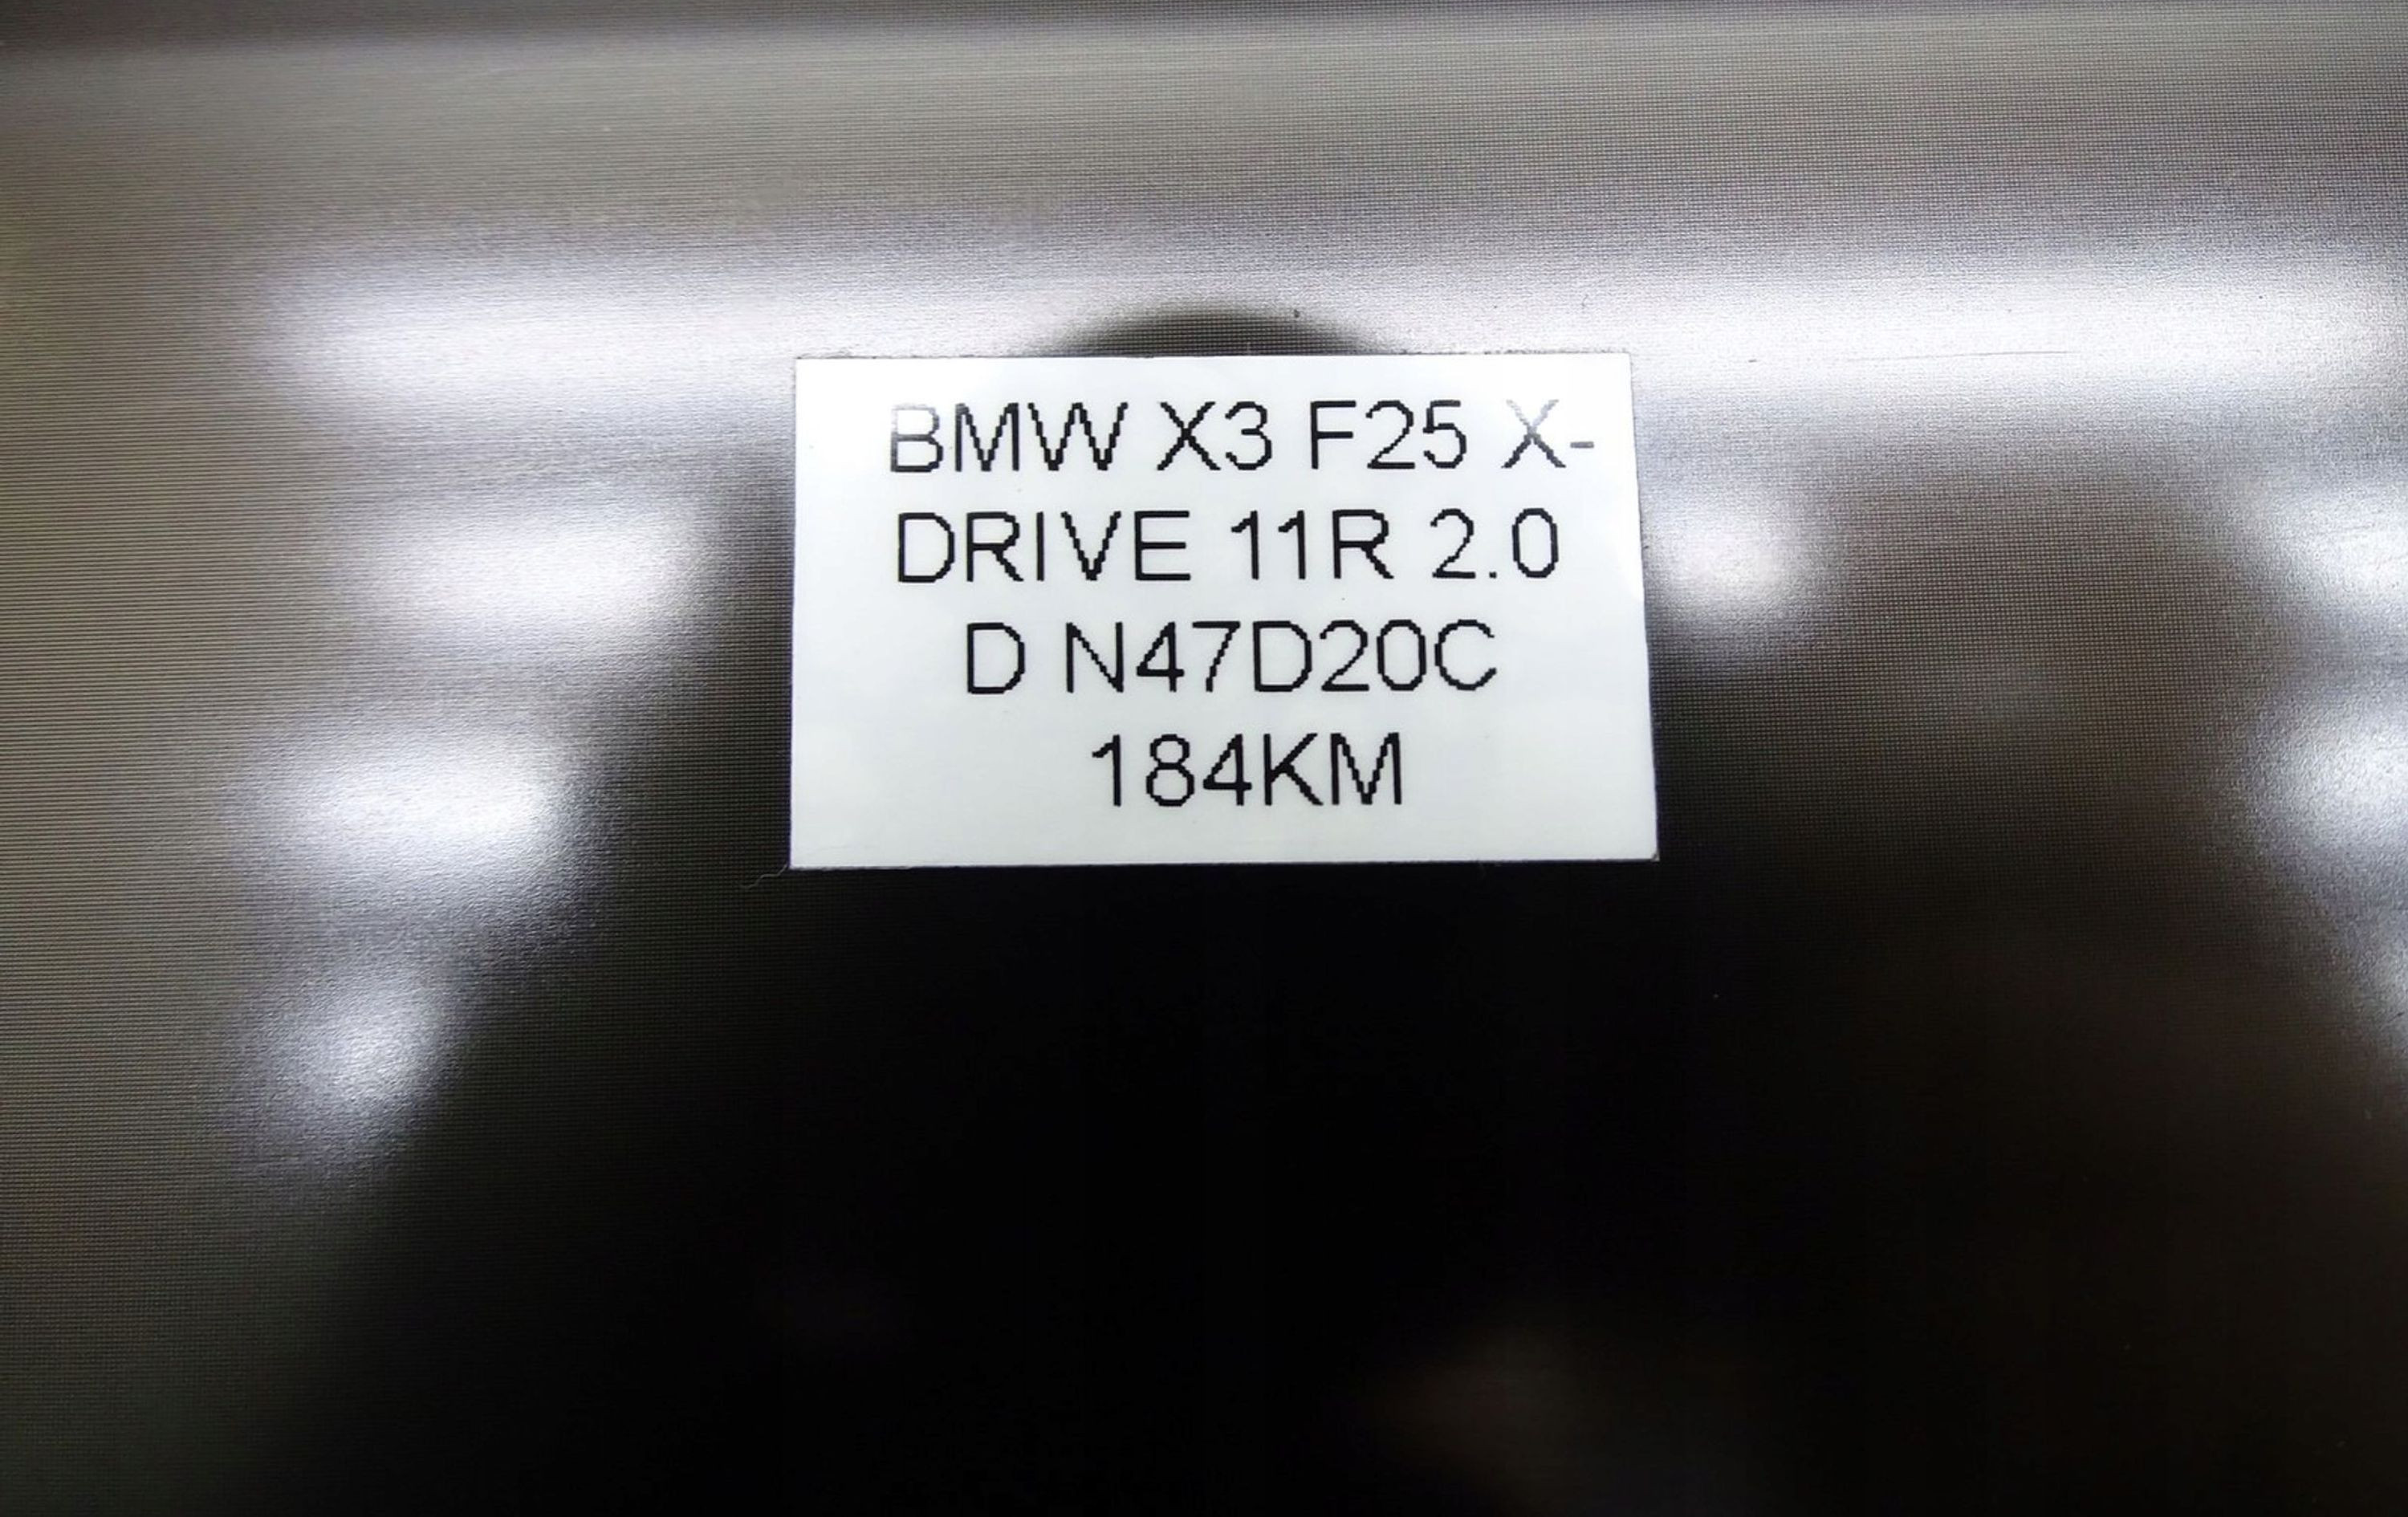 BMW X3 F25 X-
DRIVE 11R 2.0
D N47D20C
184KM